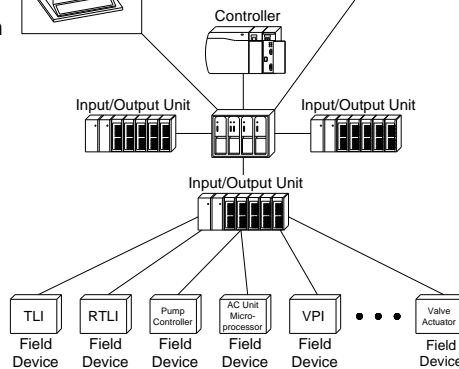 Controller
Input/Output Unit
Input/Output Unit
Input/Output Unit
TLI
RTLI
Pump
Controller
AC Unit
Micro-
processor
VPI
Valve
Actuator
Field
Device
Field
Device
Field
Device
Field
Device
Field
Device
Field
Device